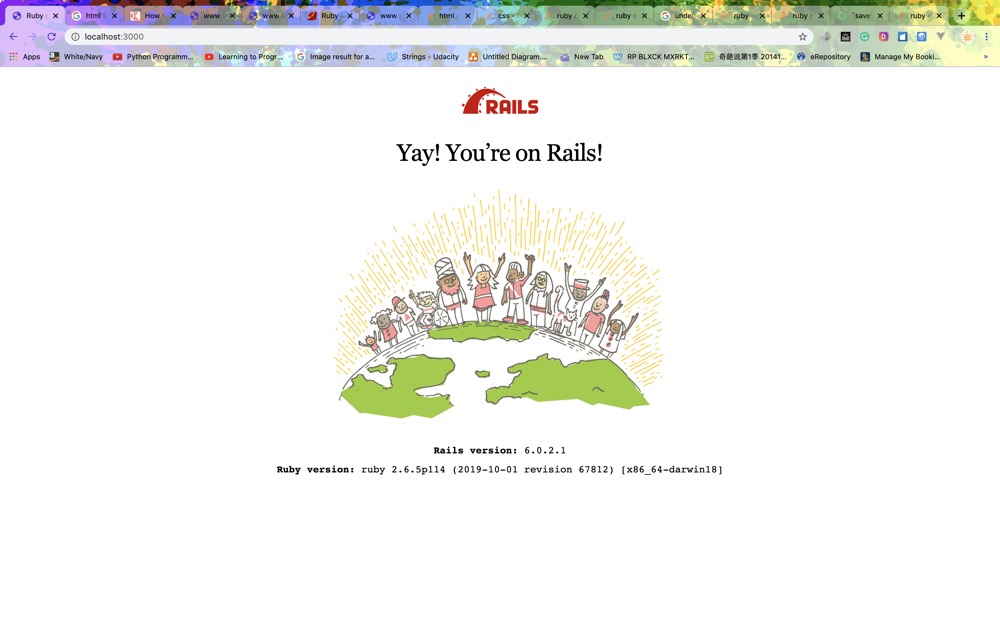 Ruby
html
How
www.
www.
Ruby
www.
html
css -
ruby
ruby
unde
ruby
ruby
save
ruby
localhost:3000
Apps
White/Navy
Python Programm...
Learning to Progr...
Image result for a...
Strings - Udacity
Untitled Diagram....
New Tab
RP BLXCK MXRKT...
奇葩说第1季 20141...
eRepository
Manage My Booki...
»
RAILS
Yay! You’re on Rails!
Rails version: 6.0.2.1
Ruby version: ruby 2.6.5p114 (2019-10-01 revision 67812) [x86_64-darwin18]